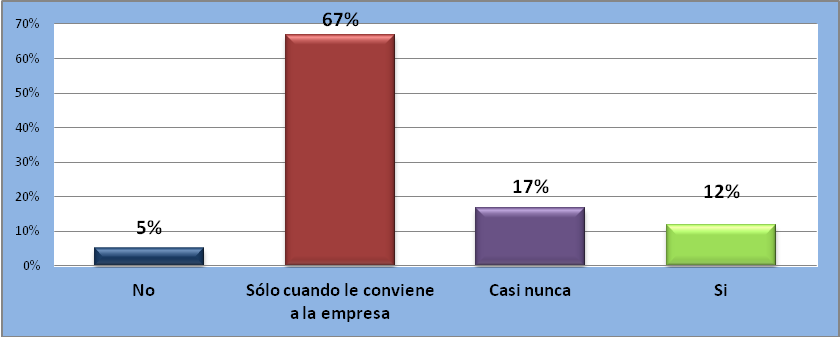 70%
60%
50%
40%
30%
20%
10%
0%
5%
67%
17%
12%
No
Sólo cuando le conviene
a la empresa
Casi nunca
Si